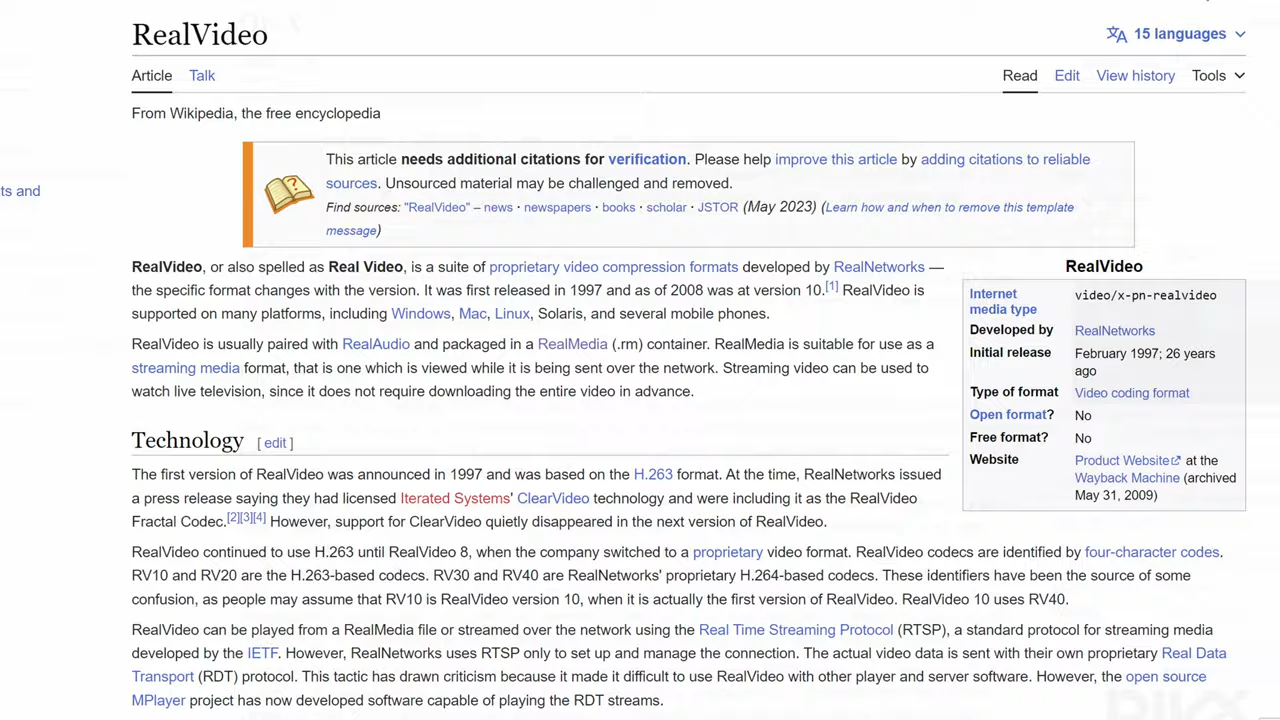 RealVideo
15 languages
Article Talk
Read Edit View history Tools
From Wikipedia, the free encyclopedia
This article needs additional citations for verification. Please help improve this article by adding citations to reliable
sources. Unsourced material may be challenged and removed.
Find sources: "RealVideo" – news · newspapers · books · scholar · JSTOR (May 2023) (Learn how and when to remove this template
message)
ts and
RealVideo, or also spelled as Real Video, is a suite of proprietary video compression formats developed by RealNetworks —
the specific format changes with the version. It was first released in 1997 and as of 2008 was at version 10.[1] RealVideo is
supported on many platforms, including Windows, Mac, Linux, Solaris, and several mobile phones.
RealVideo is usually paired with RealAudio and packaged in a RealMedia (.rm) container. RealMedia is suitable for use as a
streaming media format, that is one which is viewed while it is being sent over the network. Streaming video can be used to
watch live television, since it does not require downloading the entire video in advance.
RealVideo
Internet media type video/x-pn-realvideo
Developed by RealNetworks
Initial release February 1997; 26 years
ago
Type of format Video coding format
Open format? No
Free format? No
Website Product Website at the
Wayback Machine (archived
May 31, 2009)
Technology [ edit ]
The first version of RealVideo was announced in 1997 and was based on the H.263 format. At the time, RealNetworks issued
a press release saying they had licensed Iterated Systems' ClearVideo technology and were including it as the RealVideo
Fractal Codec.[2][3][4] However, support for ClearVideo quietly disappeared in the next version of RealVideo.
RealVideo continued to use H.263 until RealVideo 8, when the company switched to a proprietary video format. RealVideo codecs are identified by four-character codes.
RV10 and RV20 are the H.263-based codecs. RV30 and RV40 are RealNetworks' proprietary H.264-based codecs. These identifiers have been the source of some
confusion, as people may assume that RV10 is RealVideo version 10, when it is actually the first version of RealVideo. RealVideo 10 uses RV40.
RealVideo can be played from a RealMedia file or streamed over the network using the Real Time Streaming Protocol (RTSP), a standard protocol for streaming media
developed by the IETF. However, RealNetworks uses RTSP only to set up and manage the connection. The actual video data is sent with their own proprietary Real Data
Transport (RDT) protocol. This tactic has drawn criticism because it made it difficult to use RealVideo with other player and server software. However, the open source
MPlayer project has now developed software capable of playing the RDT streams.